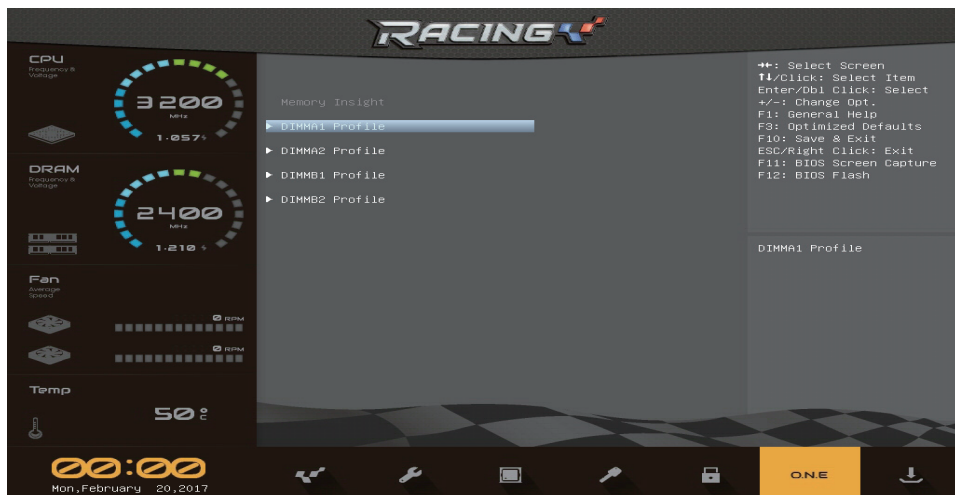 RACING
CPU
Frequency &
Voltage
3200
MHz
1.057
DRAM
Frequency &
Voltage
2400
MHz
1.210
Fan
Average
Speed
0 RPM
0 RPM
Temp
50 °C
00:00
Mon,February 20,2017
Memory Insight
▶ DIMMA1 Profile
▶ DIMMA2 Profile
▶ DIMMB1 Profile
▶ DIMMB2 Profile
→←: Select Screen
↑↓/Click: Select Item
Enter/Dbl Click: Select
+/-: Change Opt.
F1: General Help
F3: Optimized Defaults
F10: Save & Exit
ESC/Right Click: Exit
F11: BIOS Screen Capture
F12: BIOS Flash
DIMMA1 Profile
O.N.E